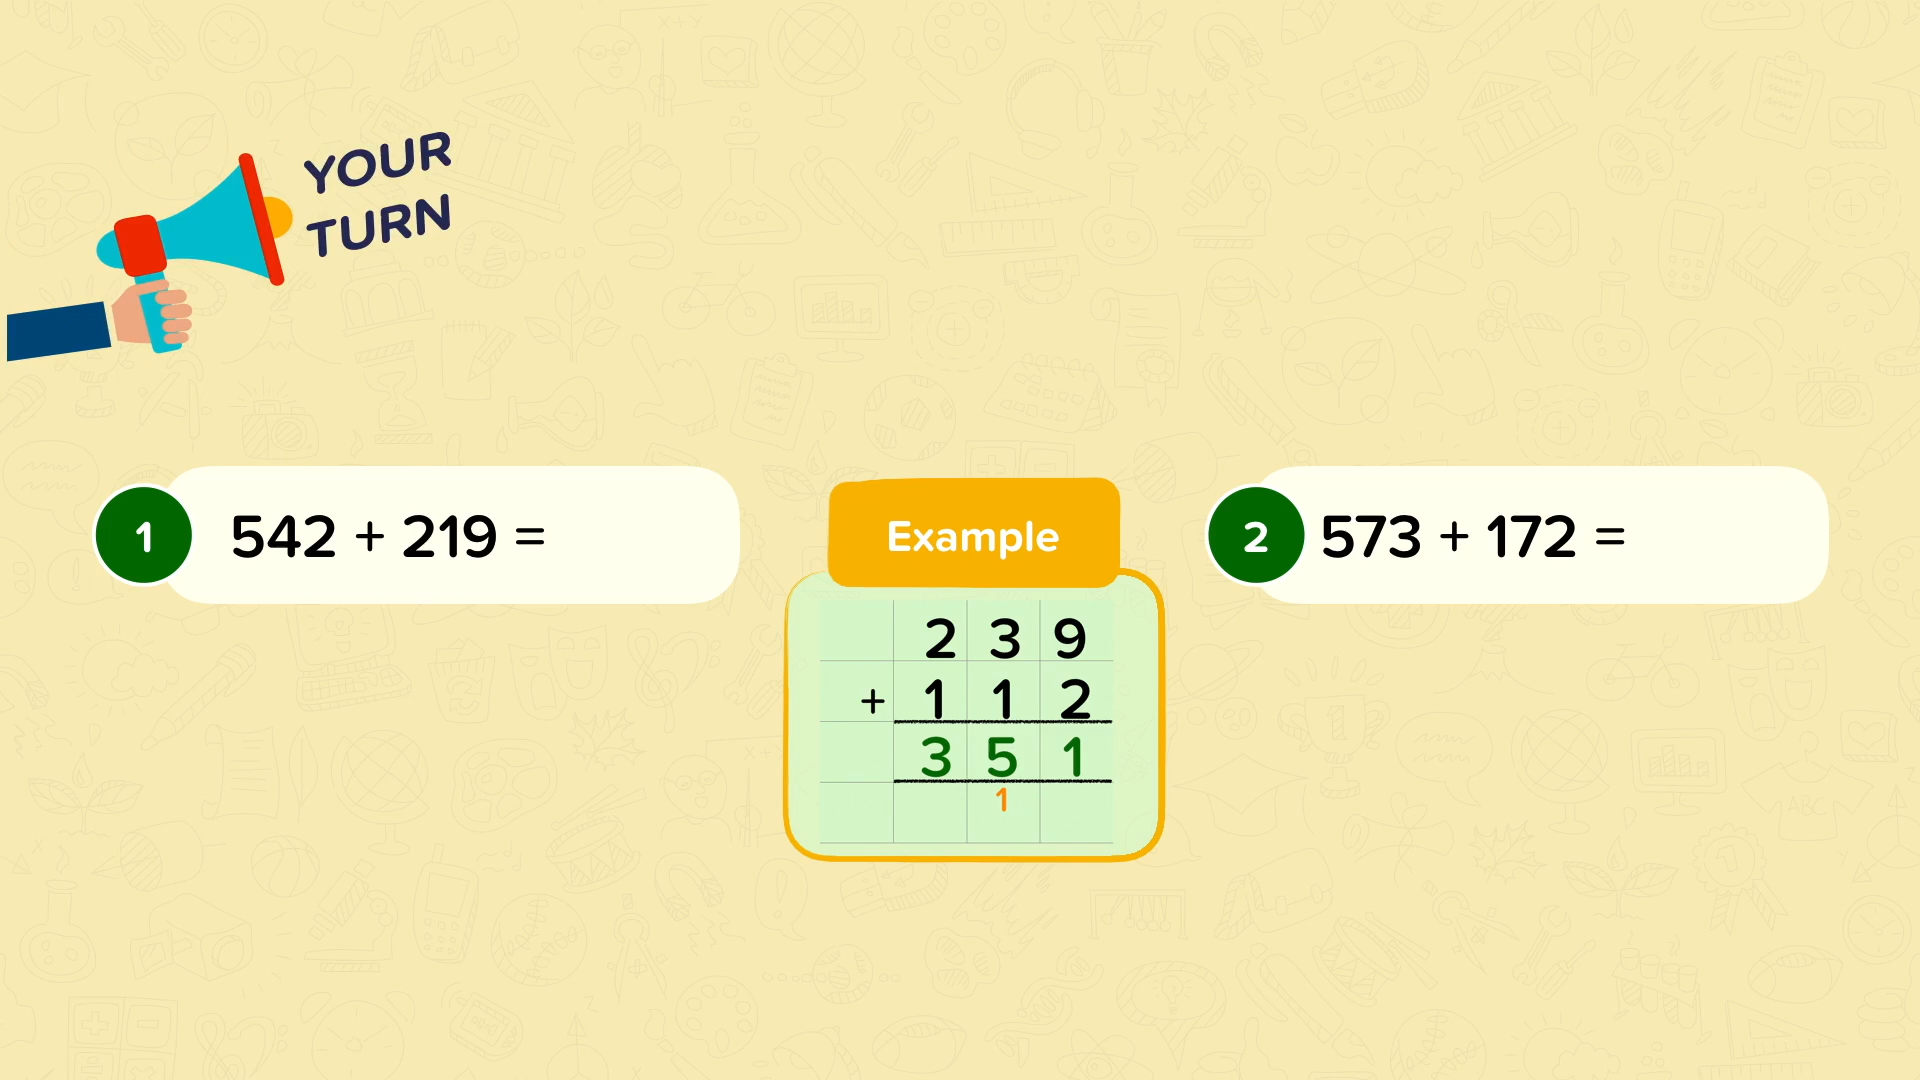 YOUR
TURN
1 542 + 219 =
Example
2 3 9
+ 1 1 2
3 5 1
1
2 573 + 172 =